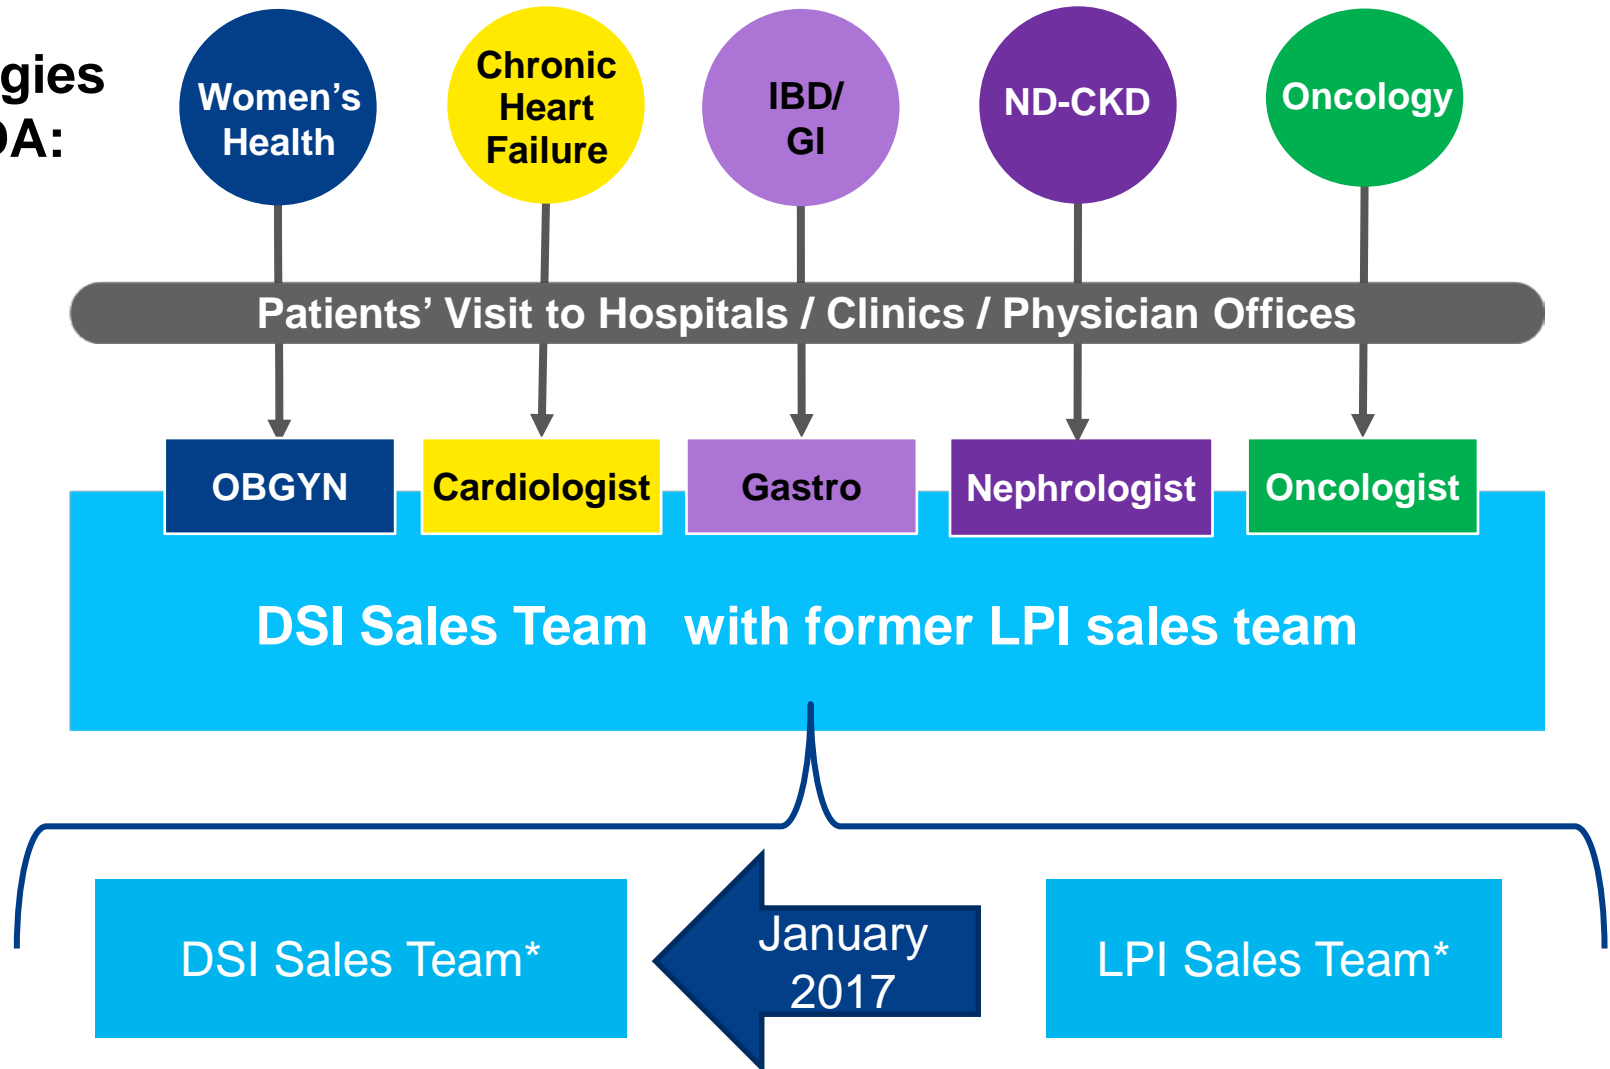 Women's
Health
Chronic
Heart
Failure
IBD/
GI
ND-CKD
Oncology
Patients' Visit to Hospitals / Clinics / Physician Offices
OBGYN
Cardiologist
Gastro
Nephrologist
Oncologist
DSI Sales Team with former LPI sales team
DSI Sales Team*
January
2017
LPI Sales Team*